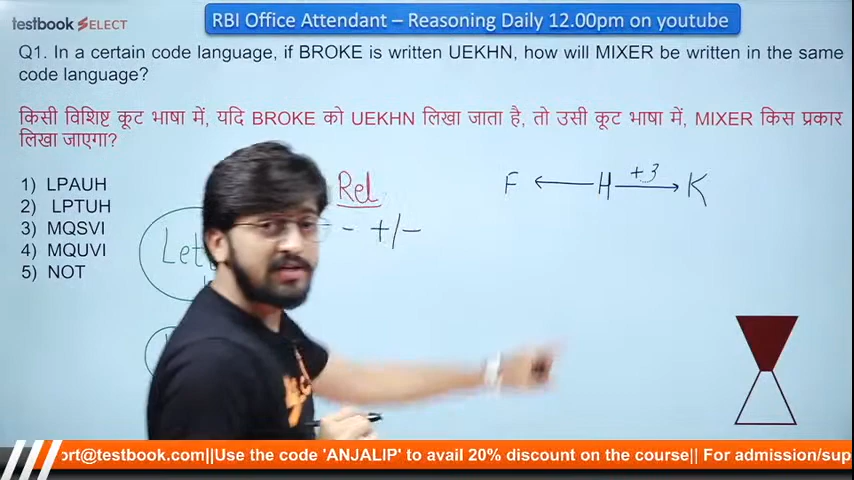 testbook SELECT
RBI Office Attendant – Reasoning Daily 12.00pm on youtube
Q1. In a certain code language, if BROKE is written UEKHN, how will MIXER be written in the same
code language?
किसी विशिष्ट कूट भाषा में, यदि BROKE को UEKHN लिखा जाता है, तो उसी कूट भाषा में, MIXER किस प्रकार
लिखा जाएगा?
1) LPAUH
2) LPTUH
3) MQSVI
4) MQUVI
5) NOT
Rel
- +/-
Let
F H +3 K
ort@testbook.com||Use the code 'ANJALIP' to avail 20% discount on the course|| For admission/sup